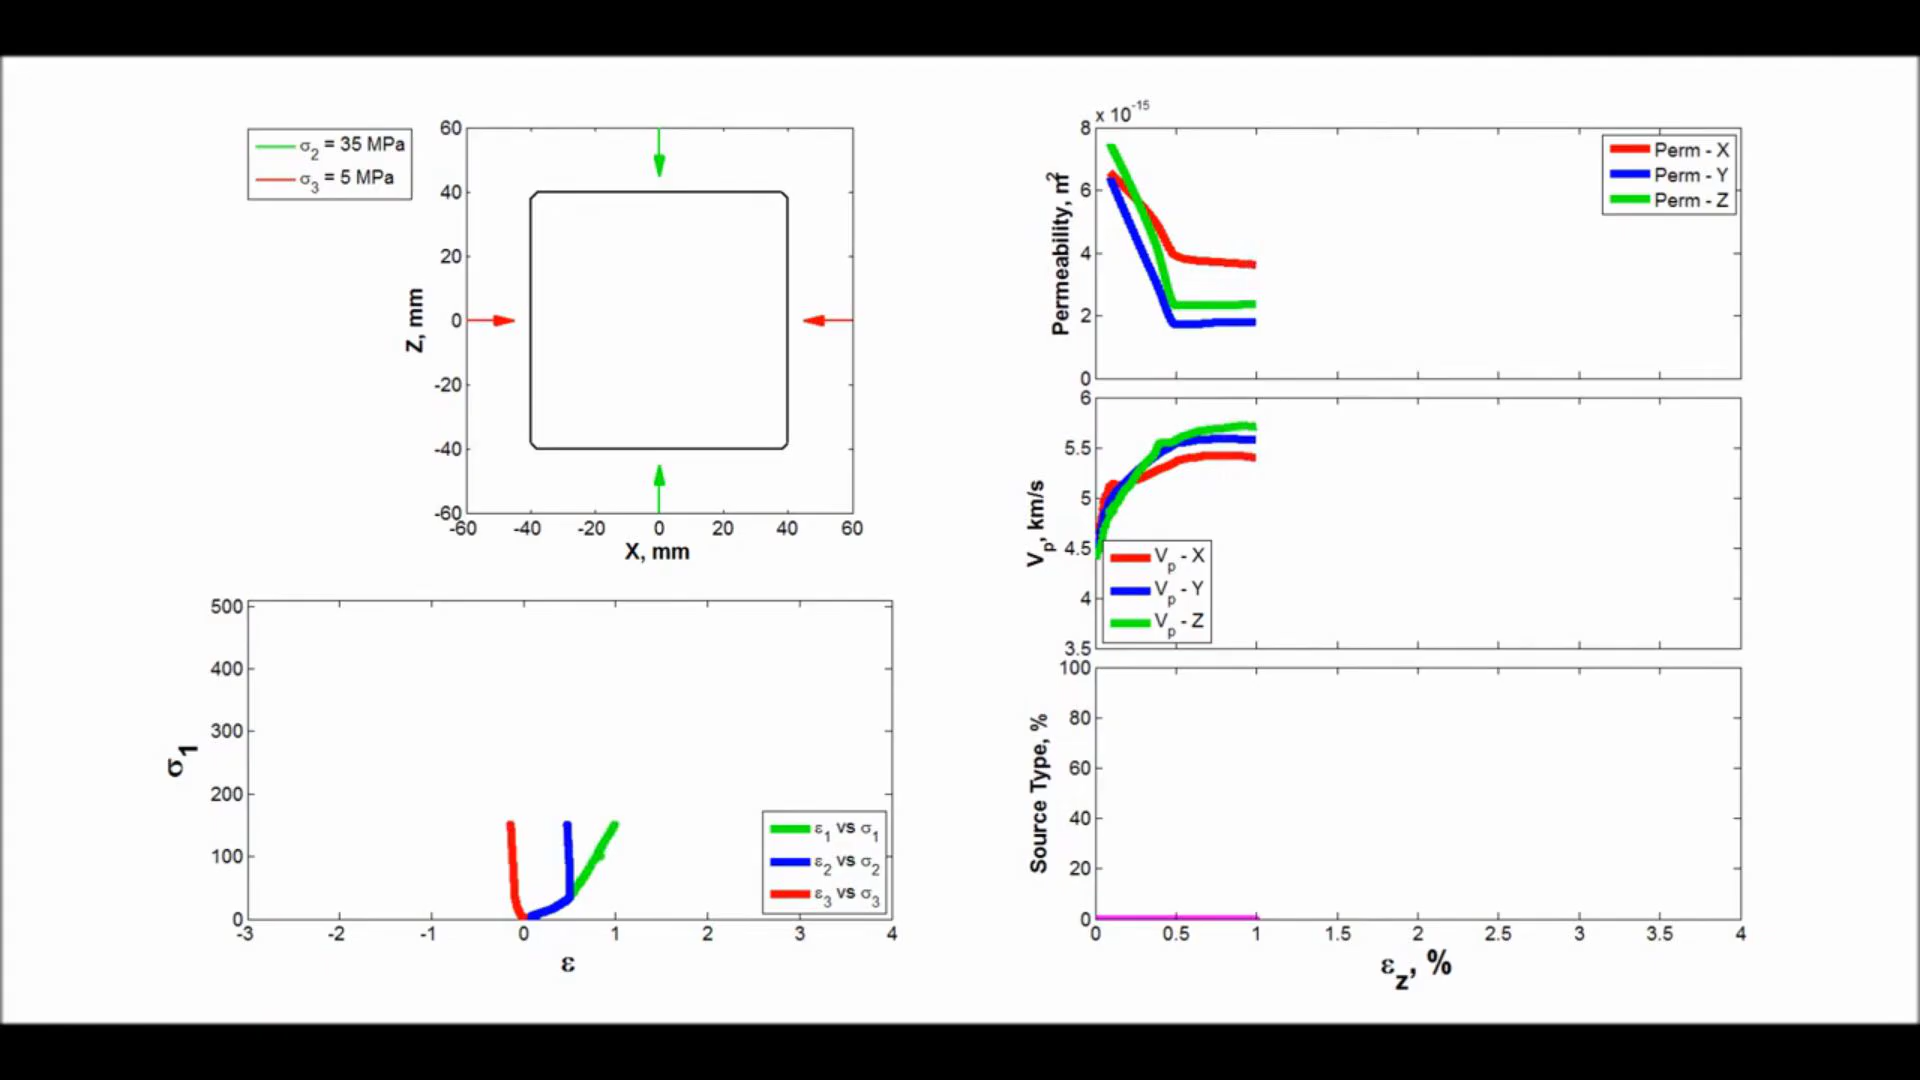 σ2 = 35 MPa
σ3 = 5 MPa
60
40
20
0
-20
-40
-60
Z, mm
-60 -40 -20 0 20 40 60
X, mm
500
400
300
200
100
0
σ1
ε1 vs σ1
ε2 vs σ2
ε3 vs σ3
-3 -2 -1 0 1 2 3 4
ε
x 10-15
8
6
4
2
0
Permeability, m2
Perm - X
Perm - Y
Perm - Z
6
5.5
5
4.5
4
3.5
Vp, km/s
Vp - X
Vp - Y
Vp - Z
100
80
60
40
20
0
Source Type, %
0 0.5 1 1.5 2 2.5 3 3.5 4
εz, %